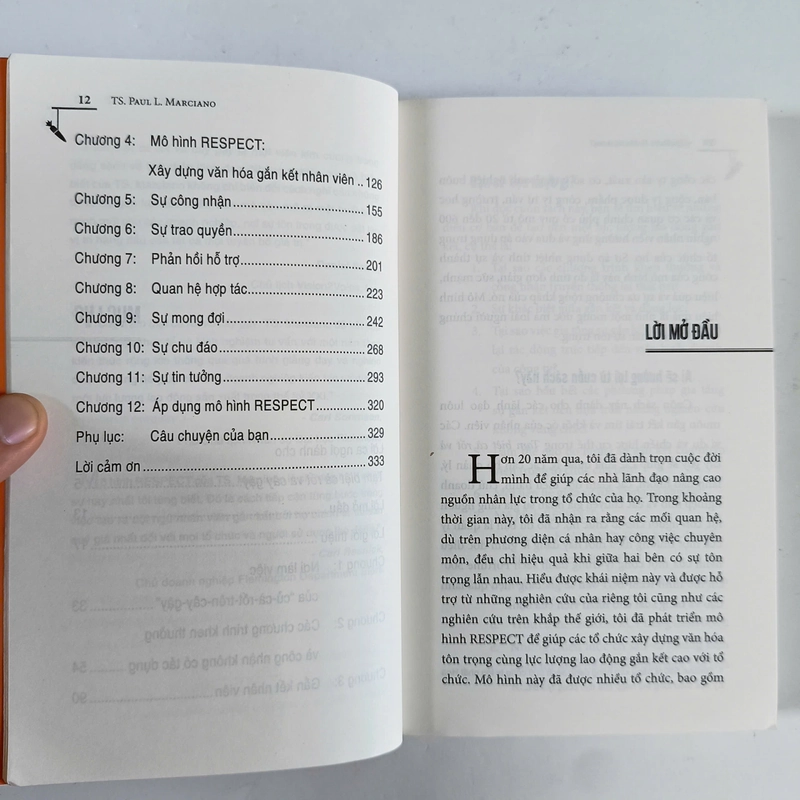 12 TS. PAUL L. MARCIANO
Chương 4: Mô hình RESPECT:
Xây dựng văn hóa gắn kết nhân viên .. 126
Chương 5: Sự công nhận ........ 155
Chương 6: Sự trao quyền ........ 186
Chương 7: Phản hồi hỗ trợ ........ 201
Chương 8: Quan hệ hợp tác ........ 223
Chương 9: Sự mong đợi ........ 242
Chương 10: Sự chu đáo ........ 268
Chương 11: Sự tin tưởng ........ 293
Chương 12: Áp dụng mô hình RESPECT ........ 320
Phụ lục: Câu chuyện của bạn ........ 329
Lời cảm ơn ........ 333
LỜI MỞ ĐẦU
Hơn 20 năm qua, tôi đã dành trọn cuộc đời
mình để giúp các nhà lãnh đạo nâng cao
nguồn nhân lực trong tổ chức của họ. Trong khoảng
thời gian này, tôi đã nhận ra rằng các mối quan hệ,
dù trên phương diện cá nhân hay công việc chuyên
môn, đều chỉ hiệu quả khi giữa hai bên có sự tôn
trọng lẫn nhau. Hiểu được khái niệm này và được hỗ
trợ từ những nghiên cứu của riêng tôi cũng như các
nghiên cứu trên khắp thế giới, tôi đã phát triển mô
hình RESPECT để giúp các tổ chức xây dựng văn hóa
tôn trọng cùng lực lượng lao động gắn kết cao với tổ
chức. Mô hình này đã được nhiều tổ chức, bao gồm